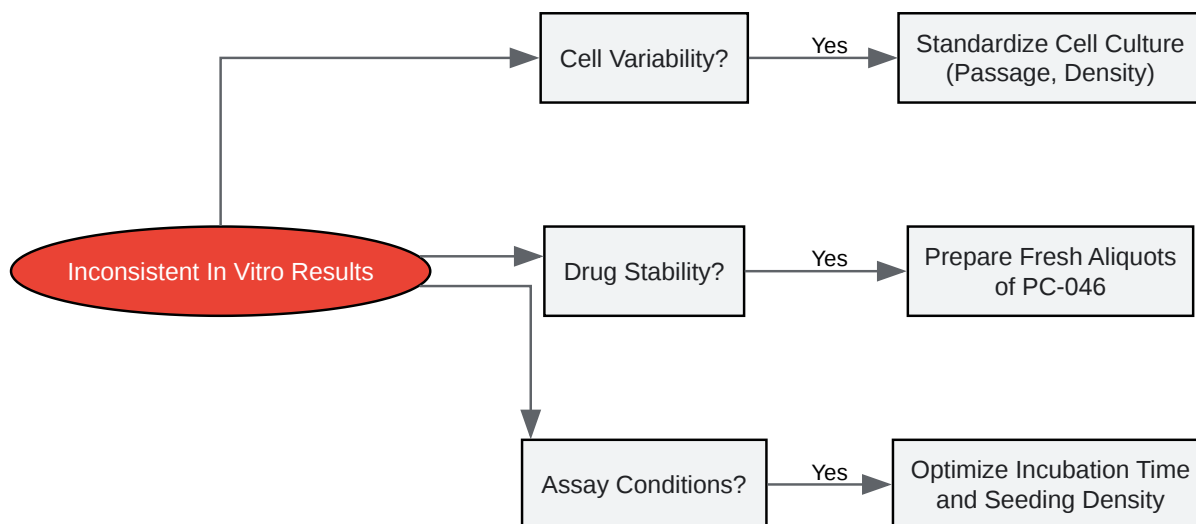 Cell Variability?
Yes
Standardize Cell Culture
(Passage, Density)
Inconsistent In Vitro Results
Drug Stability?
Yes
Prepare Fresh Aliquots
of PC-046
Assay Conditions?
Yes
Optimize Incubation Time
and Seeding Density